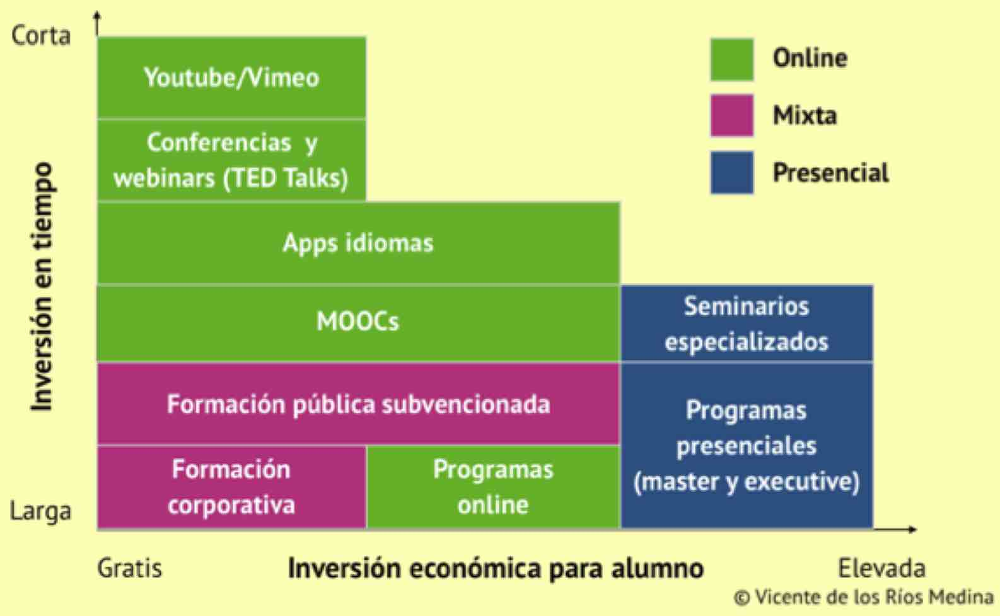 Corta
Youtube/Vimeo
Conferencias y
webinars (TED Talks)
Apps idiomas
MOOCs
Formación pública subvencionada
Formación
corporativa
Programas
online
Seminarios
especializados
Programas
presenciales
(master y executive)
Online
Mixta
Presencial
Inversión en tiempo
Larga
Gratis
Inversión económica para alumno
Elevada
© Vicente de los Ríos Medina